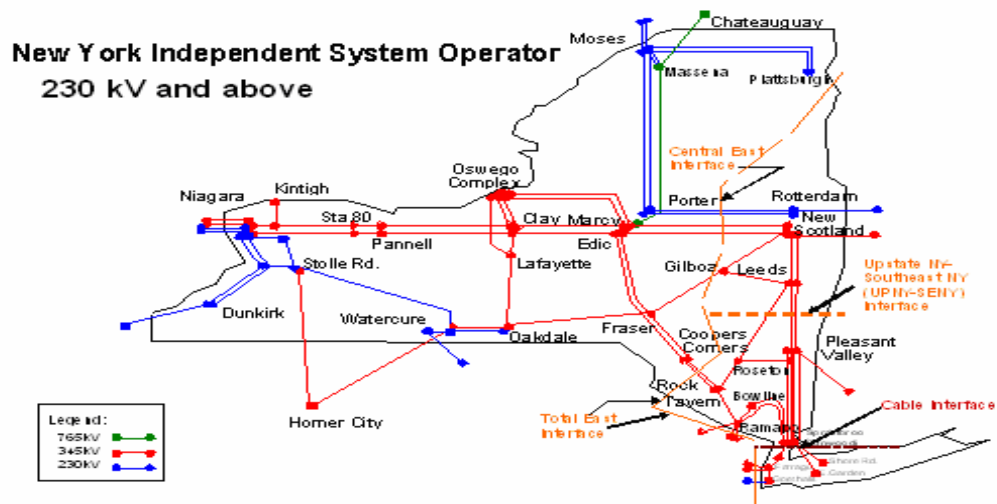 New York Independent System Operator
230 kV and above
Chateauguay
Moses
Massena
Plattsburgh
Central East
Interface
Oswego
Complex
Niagara
Kintigh
Sta 80
Clay
Marcy
Porter
Rotterdam
New
Scotland
Pannell
Edic
Stolle Rd.
Lafayette
Gilboa
Leeds
Upstate NY-
Southeast NY
(UPNY-SENY)
Interface
Dunkirk
Watercure
Oakdale
Fraser
Coopers
Corners
Pleasant
Valley
Roseton
Rock
Tavern
Bowline
Homer City
Total East
Interface
Ramapo
Cable Interface
Shore Rd.
Legend:
765kV
345kV
230kV